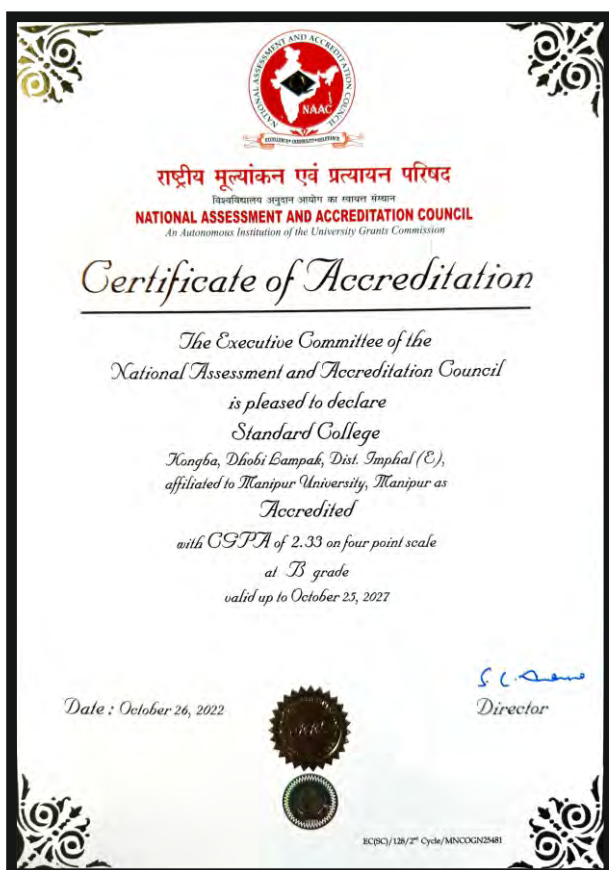 NATIONAL ASSESSMENT AND ACCREDITATION COUNCIL
NAAC
राष्ट्रीय मूल्यांकन एवं प्रत्यायन परिषद
विश्वविद्यालय अनुदान आयोग का स्वायत्त संस्थान
NATIONAL ASSESSMENT AND ACCREDITATION COUNCIL
An Autonomous Institution of the University Grants Commission
Certificate of Accreditation
The Executive Committee of the
National Assessment and Accreditation Council
is pleased to declare
Standard College
Kongba, Dhobi Lampak, Dist. Imphal (E),
affiliated to Manipur University, Manipur as
Accredited
with CGPA of 2.33 on four point scale
at B grade
valid up to October 25, 2027
Date : October 26, 2022
Director
EC(SC)/128/2nd Cycle/MNCOGN25481